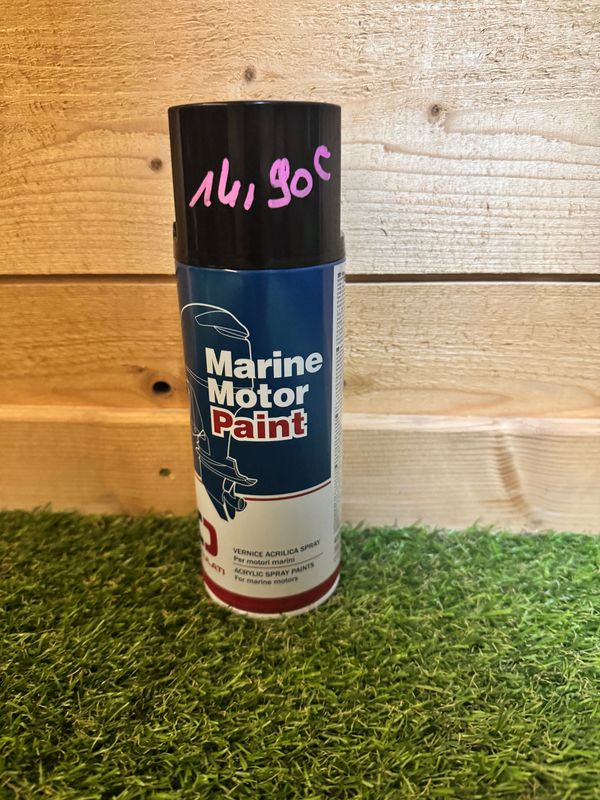 14,90€
Marine
Motor
Paint
VERNICE ACRILICA SPRAY
Per motori marini
ACRYLIC SPRAY PAINTS
For marine motors